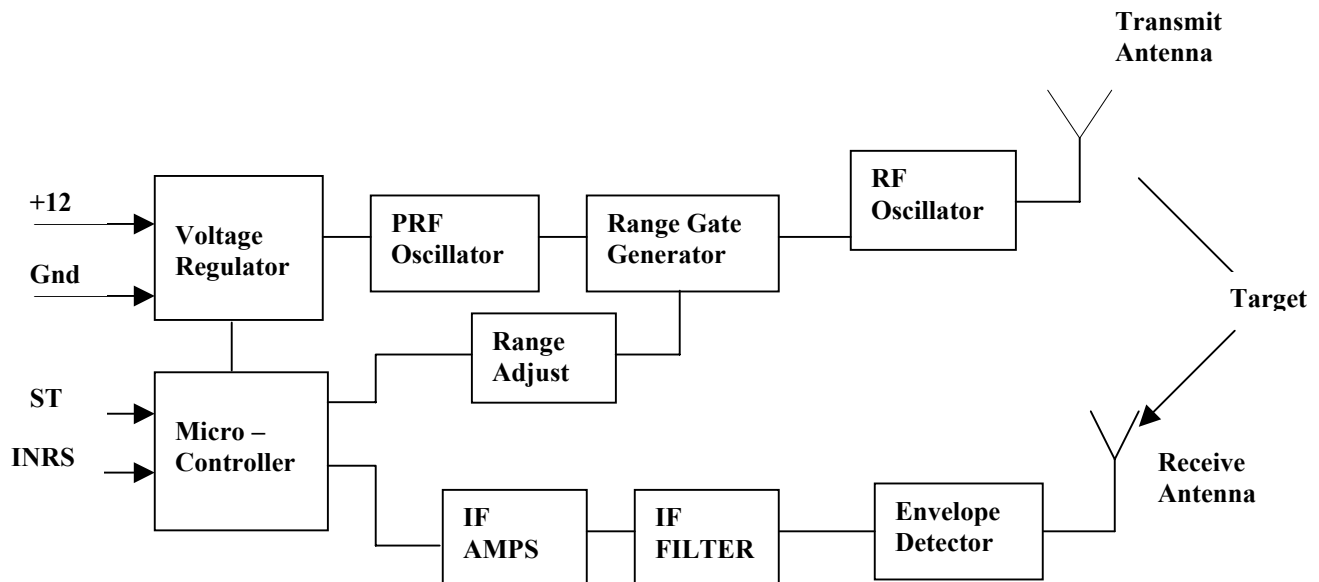 Transmit
Antenna
RF
Oscillator
+12
Voltage
Regulator
PRF
Oscillator
Range Gate
Generator
Gnd
Target
Range
Adjust
ST
INRS
Micro –
Controller
Receive
Antenna
IF
AMPS
IF
FILTER
Envelope
Detector